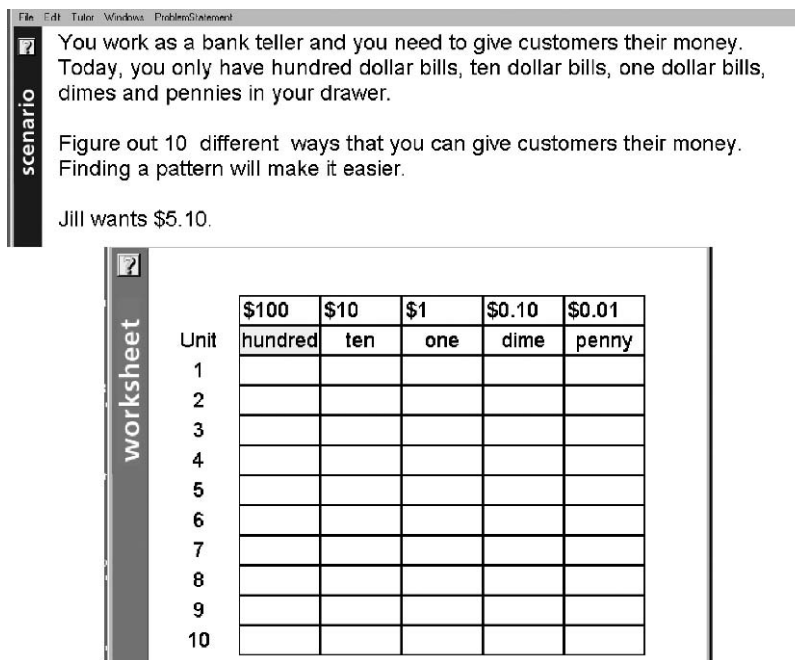 File Edit Tutor Windows ProblemStatement
?
scenario
You work as a bank teller and you need to give customers their money.
Today, you only have hundred dollar bills, ten dollar bills, one dollar bills,
dimes and pennies in your drawer.
Figure out 10 different ways that you can give customers their money.
Finding a pattern will make it easier.
Jill wants $5.10.
?
worksheet
$100 $10 $1 $0.10 $0.01
Unit hundred ten one dime penny
1
2
3
4
5
6
7
8
9
10